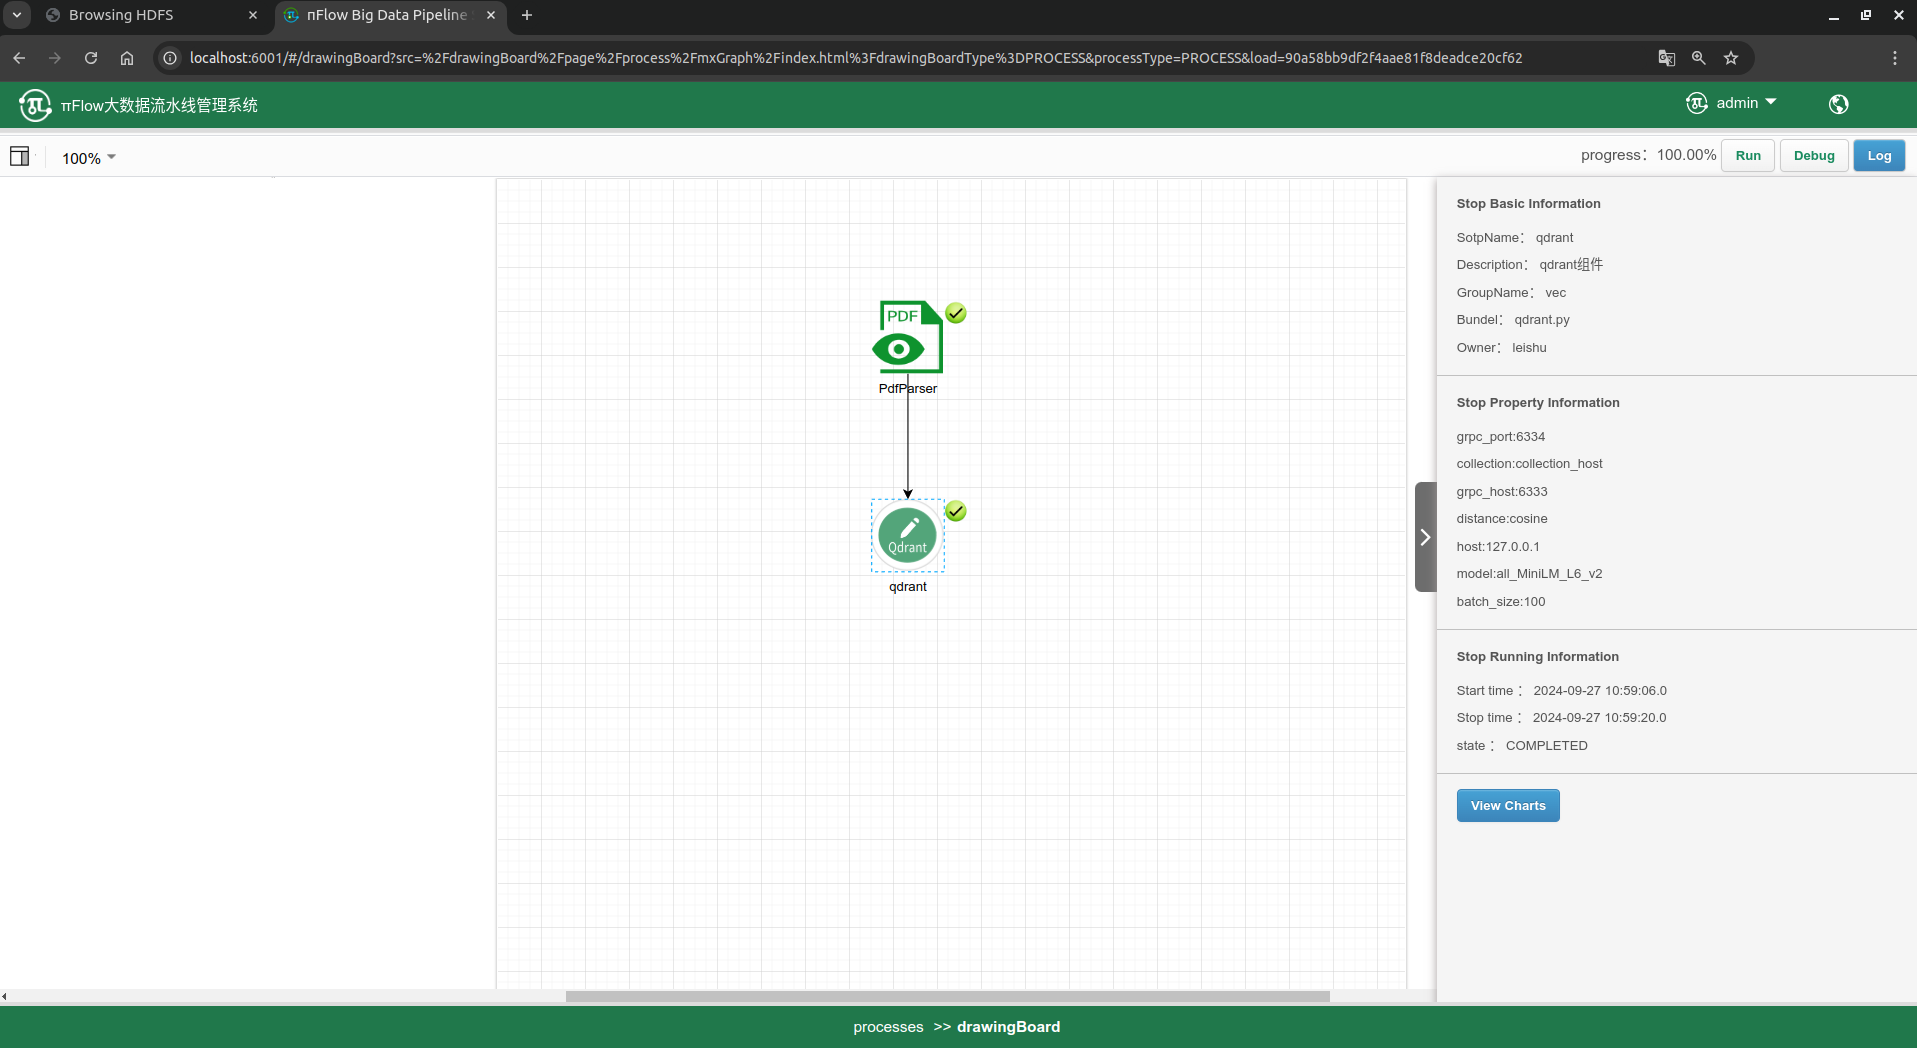 Browsing HDFS
πFlow Big Data Pipeline
localhost:6001/#/drawingBoard?src=%2FdrawingBoard%2Fpage%2Fprocess%2FmxGraph%2Findex.html%3FdrawingBoardType%3DPROCESS&processType=PROCESS&load=90a58bb9df2f4aae81f8deadce20cf62
πFlow大数据流水线管理系统
admin
100%
progress：100.00%
Run
Debug
Log
PDF
PdfParser
Qdrant
qdrant
Stop Basic Information
SotpName： qdrant
Description： qdrant组件
GroupName： vec
Bundel： qdrant.py
Owner： leishu
Stop Property Information
grpc_port:6334
collection:collection_host
grpc_host:6333
distance:cosine
host:127.0.0.1
model:all_MiniLM_L6_v2
batch_size:100
Stop Running Information
Start time： 2024-09-27 10:59:06.0
Stop time： 2024-09-27 10:59:20.0
state： COMPLETED
View Charts
processes >> drawingBoard